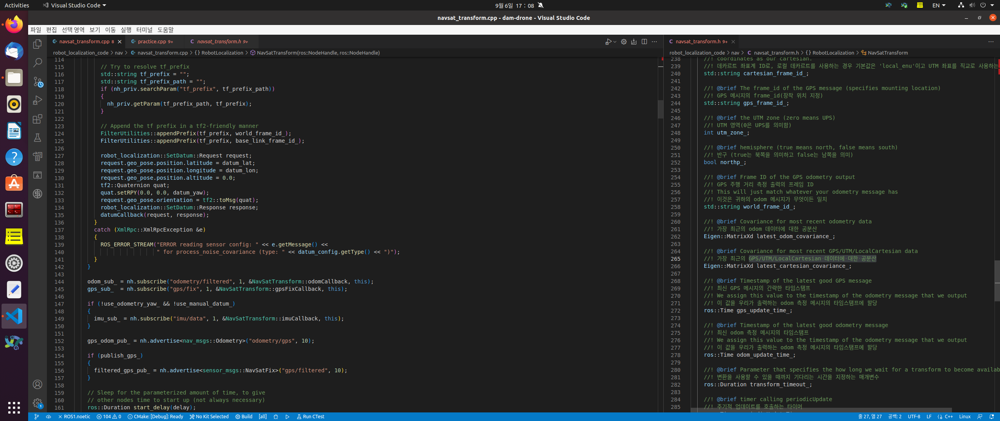 Activities
Visual Studio Code
9월 6일 17 : 08
EN
navsat_transform.cpp - dam-drone - Visual Studio Code
파일 편집 선택 영역 보기 이동 실행 터미널 도움말
navsat_transform.cpp 8
practice.cpp 9+
navsat_transform.h 9+
robot_localization_code > nav > navsat_transform.cpp > {} RobotLocalization > NavSatTransform(ros::NodeHandle, ros::NodeHandle)
114
115 // Try to resolve tf_prefix
116 std::string tf_prefix = "";
117 std::string tf_prefix_path = "";
118 if (nh_priv.searchParam("tf_prefix", tf_prefix_path))
119 {
120 nh_priv.getParam(tf_prefix_path, tf_prefix);
121 }
122
123 // Append the tf prefix in a tf2-friendly manner
124 FilterUtilities::appendPrefix(tf_prefix, world_frame_id_);
125 FilterUtilities::appendPrefix(tf_prefix, base_link_frame_id_);
126
127 robot_localization::SetDatum::Request request;
128 request.geo_pose.position.latitude = datum_lat;
129 request.geo_pose.position.longitude = datum_lon;
130 request.geo_pose.position.altitude = 0.0;
131 tf2::Quaternion quat;
132 quat.setRPY(0.0, 0.0, datum_yaw);
133 request.geo_pose.orientation = tf2::toMsg(quat);
134 robot_localization::SetDatum::Response response;
135 datumCallback(request, response);
136 }
137 catch (XmlRpc::XmlRpcException &e)
138 {
139 ROS_ERROR_STREAM("ERROR reading sensor config: " << e.getMessage() <<
140 " for process_noise_covariance (type: " << datum_config.getType() << ")");
141 }
142 }
143
144 odom_sub_ = nh.subscribe("odometry/filtered", 1, &NavSatTransform::odomCallback, this);
145 gps_sub_ = nh.subscribe("gps/fix", 1, &NavSatTransform::gpsFixCallback, this);
146
147 if (!use_odometry_yaw_ && !use_manual_datum_)
148 {
149 imu_sub_ = nh.subscribe("imu/data", 1, &NavSatTransform::imuCallback, this);
150 }
151
152 gps_odom_pub_ = nh.advertise<nav_msgs::Odometry>("odometry/gps", 10);
153
154 if (publish_gps_)
155 {
156 filtered_gps_pub_ = nh.advertise<sensor_msgs::NavSatFix>("gps/filtered", 10);
157 }
158
159 // Sleep for the parameterized amount of time, to give
160 // other nodes time to start up (not always necessary)
161 ros::Duration start_delay(delay);
navsat_transform.h 9+
robot_localization_code > nav > navsat_transform.h > {} RobotLocalization > NavSatTransform
238 //! coordinates as our cartesian.
239 //! 데카르트 좌표계 ID로, 로컬 데카르트를 사용하는 경우 기본값은 'local_enu'이고 UTM 좌표를 직교로 사용하는
240 std::string cartesian_frame_id_;
241
242 //! @brief The frame_id of the GPS message (specifies mounting location)
243 //! GPS 메시지의 frame_id(장착 위치 지정)
244 std::string gps_frame_id_;
245
246 //! @brief the UTM zone (zero means UPS)
247 //! UTM 영역(0은 UPS를 의미함)
248 int utm_zone_;
249
250 //! @brief hemisphere (true means north, false means south)
251 //! 반구 (true는 북쪽을 의미하고 false는 남쪽을 의미)
252 bool northp_;
253
254 //! @brief Frame ID of the GPS odometry output
255 //! GPS 주행 거리 측정 출력의 프레임 ID
256 //! This will just match whatever your odometry message has
257 //! 이것은 귀하의 odom 메시지가 무엇이든 일치
258 std::string world_frame_id_;
259
260 //! @brief Covariance for most recent odometry data
261 //! 가장 최근의 odom 데이터에 대한 공분산
262 Eigen::MatrixXd latest_odom_covariance_;
263
264 //! @brief Covariance for most recent GPS/UTM/LocalCartesian data
265 //! 가장 최근의 GPS/UTM/LocalCartesian 데이터에 대한 공분산
266 Eigen::MatrixXd latest_cartesian_covariance_;
267
268 //! @brief Timestamp of the latest good GPS message
269 //! 최신 GPS 메시지의 간략한 타임스탬프
270 //! We assign this value to the timestamp of the odometry message that we output
271 //! 이 값을 우리가 출력하는 odom 측정 메시지의 타임스탬프에 할당
272 ros::Time gps_update_time_;
273
274 //! @brief Timestamp of the latest good odometry message
275 //! 최신 odom 측정 메시지의 타임스탬프
276 //! We assign this value to the timestamp of the odometry message that we output
277 //! 이 값을 우리가 출력하는 odom 측정 메시지의 타임스탬프에 할당
278 ros::Time odom_update_time_;
279
280 //! @brief Parameter that specifies the how long we wait for a transform to become availab
281 //! 변환을 사용할 수 있을 때까지 기다리는 시간을 지정하는 매개변수
282 ros::Duration transform_timeout_;
283
284 //! @brief timer calling periodicUpdate
285 //! 주기적 업데이트를 호출하는 타이머
ROS1.noetic 104 0 CMake: [Debug]: Ready No Kit Selected Build [all] Run CTest
줄 27, 열 27 공백: 2 UTF-8 LF C++ Linux